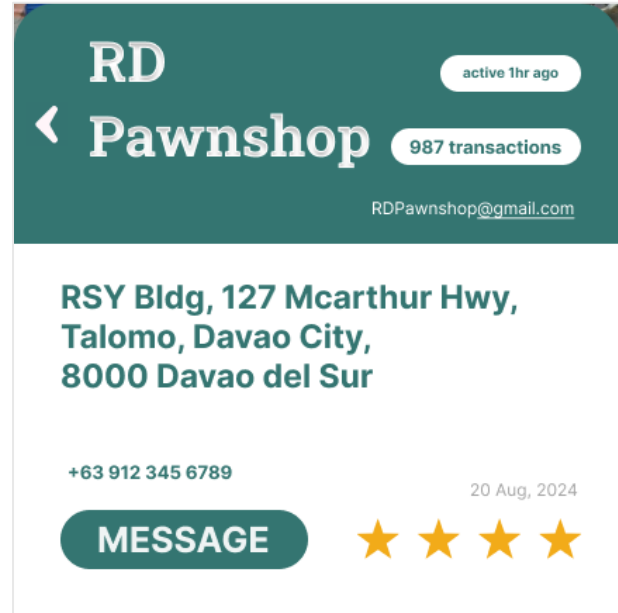 RD
Pawnshop
active 1hr ago
987 transactions
RDPawnshop@gmail.com
RSY Bldg, 127 Mcarthur Hwy,
Talomo, Davao City,
8000 Davao del Sur
+63 912 345 6789
20 Aug, 2024
MESSAGE